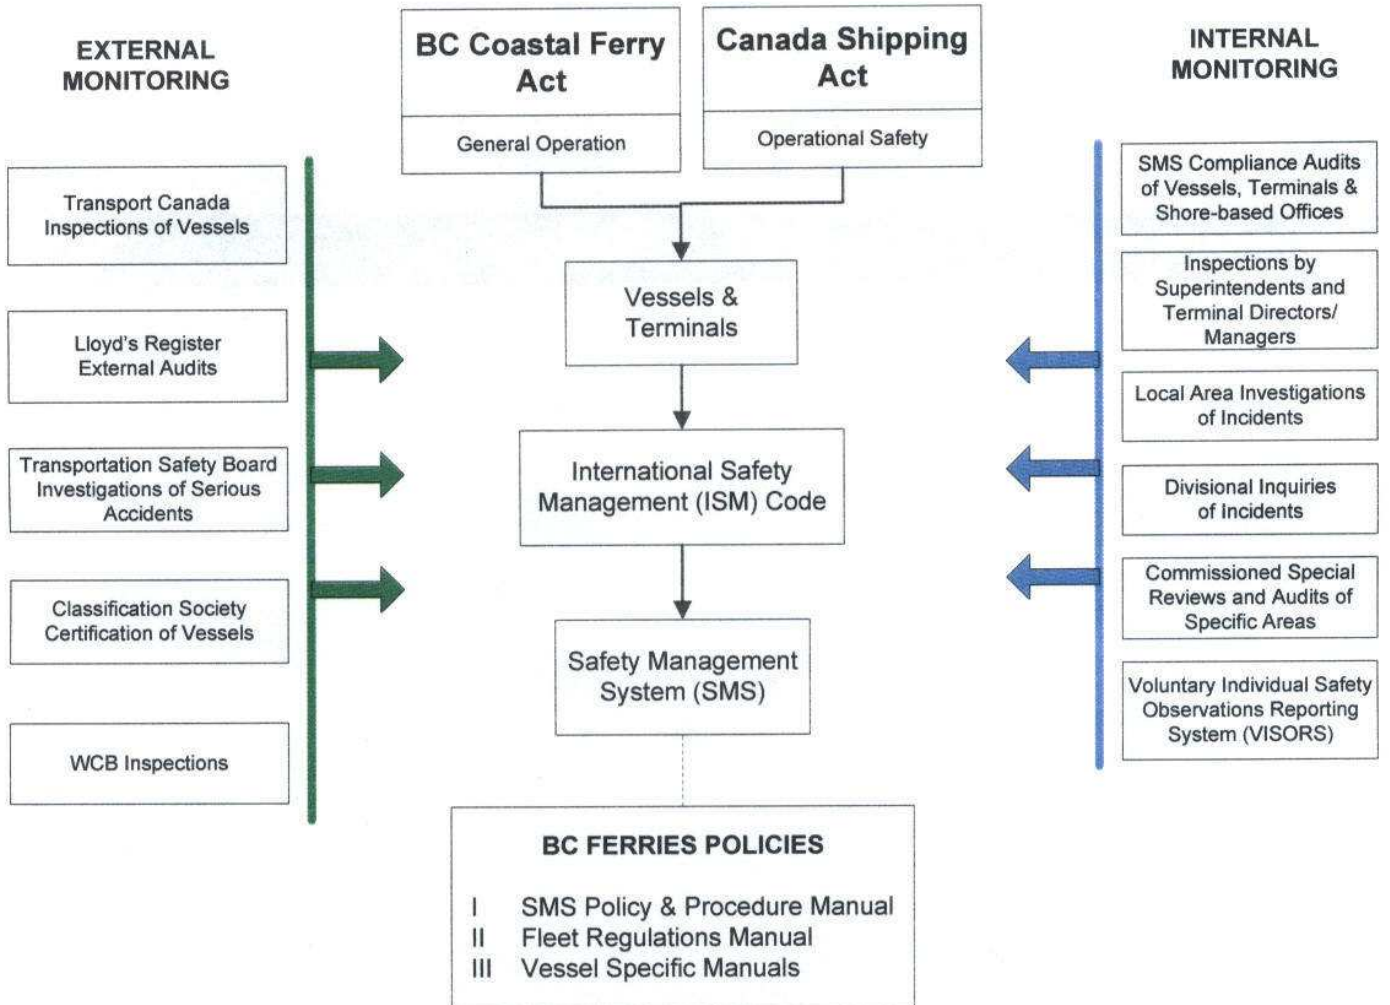 EXTERNAL
MONITORING
Transport Canada
Inspections of Vessels
Lloyd's Register
External Audits
Transportation Safety Board
Investigations of Serious
Accidents
Classification Society
Certification of Vessels
WCB Inspections
BC Coastal Ferry
Act
General Operation
Canada Shipping
Act
Operational Safety
Vessels &
Terminals
International Safety
Management (ISM) Code
Safety Management
System (SMS)
BC FERRIES POLICIES
I SMS Policy & Procedure Manual
II Fleet Regulations Manual
III Vessel Specific Manuals
INTERNAL
MONITORING
SMS Compliance Audits
of Vessels, Terminals &
Shore-based Offices
Inspections by
Superintendents and
Terminal Directors/
Managers
Local Area Investigations
of Incidents
Divisional Inquiries
of Incidents
Commissioned Special
Reviews and Audits of
Specific Areas
Voluntary Individual Safety
Observations Reporting
System (VISORS)